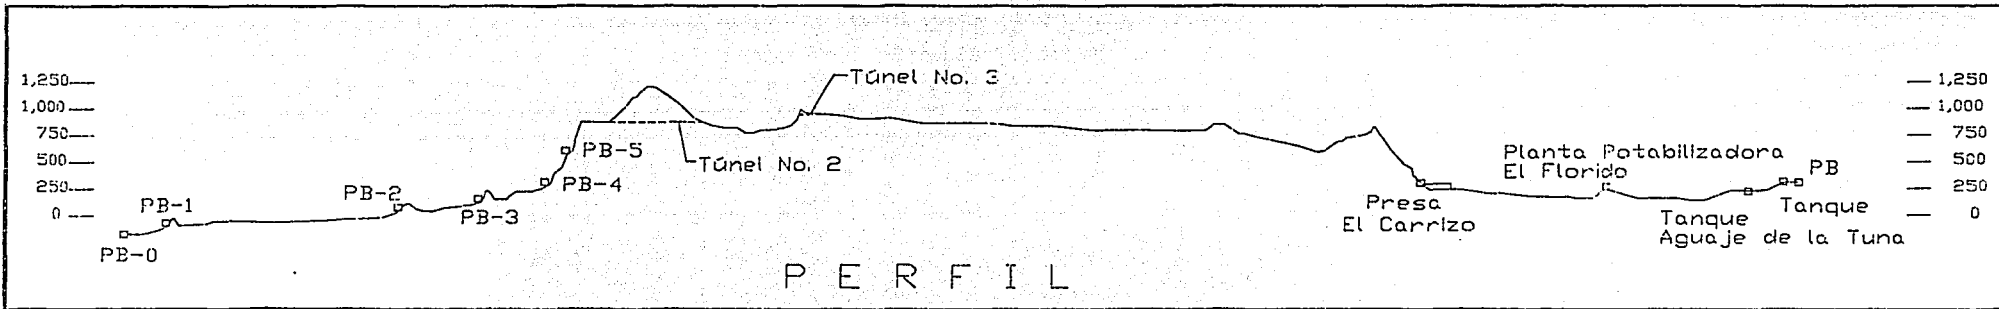 1,250
1,000
750
500
250
0
PB-0
PB-1
PB-2
PB-3
PB-4
PB-5
Túnel No. 2
Túnel No. 3
Presa
El Carrizo
Planta Potabilizadora
El Florido
Tanque
Aguaje de la Tuna
PB
Tanque
1,250
1,000
750
500
250
0
PERFIL